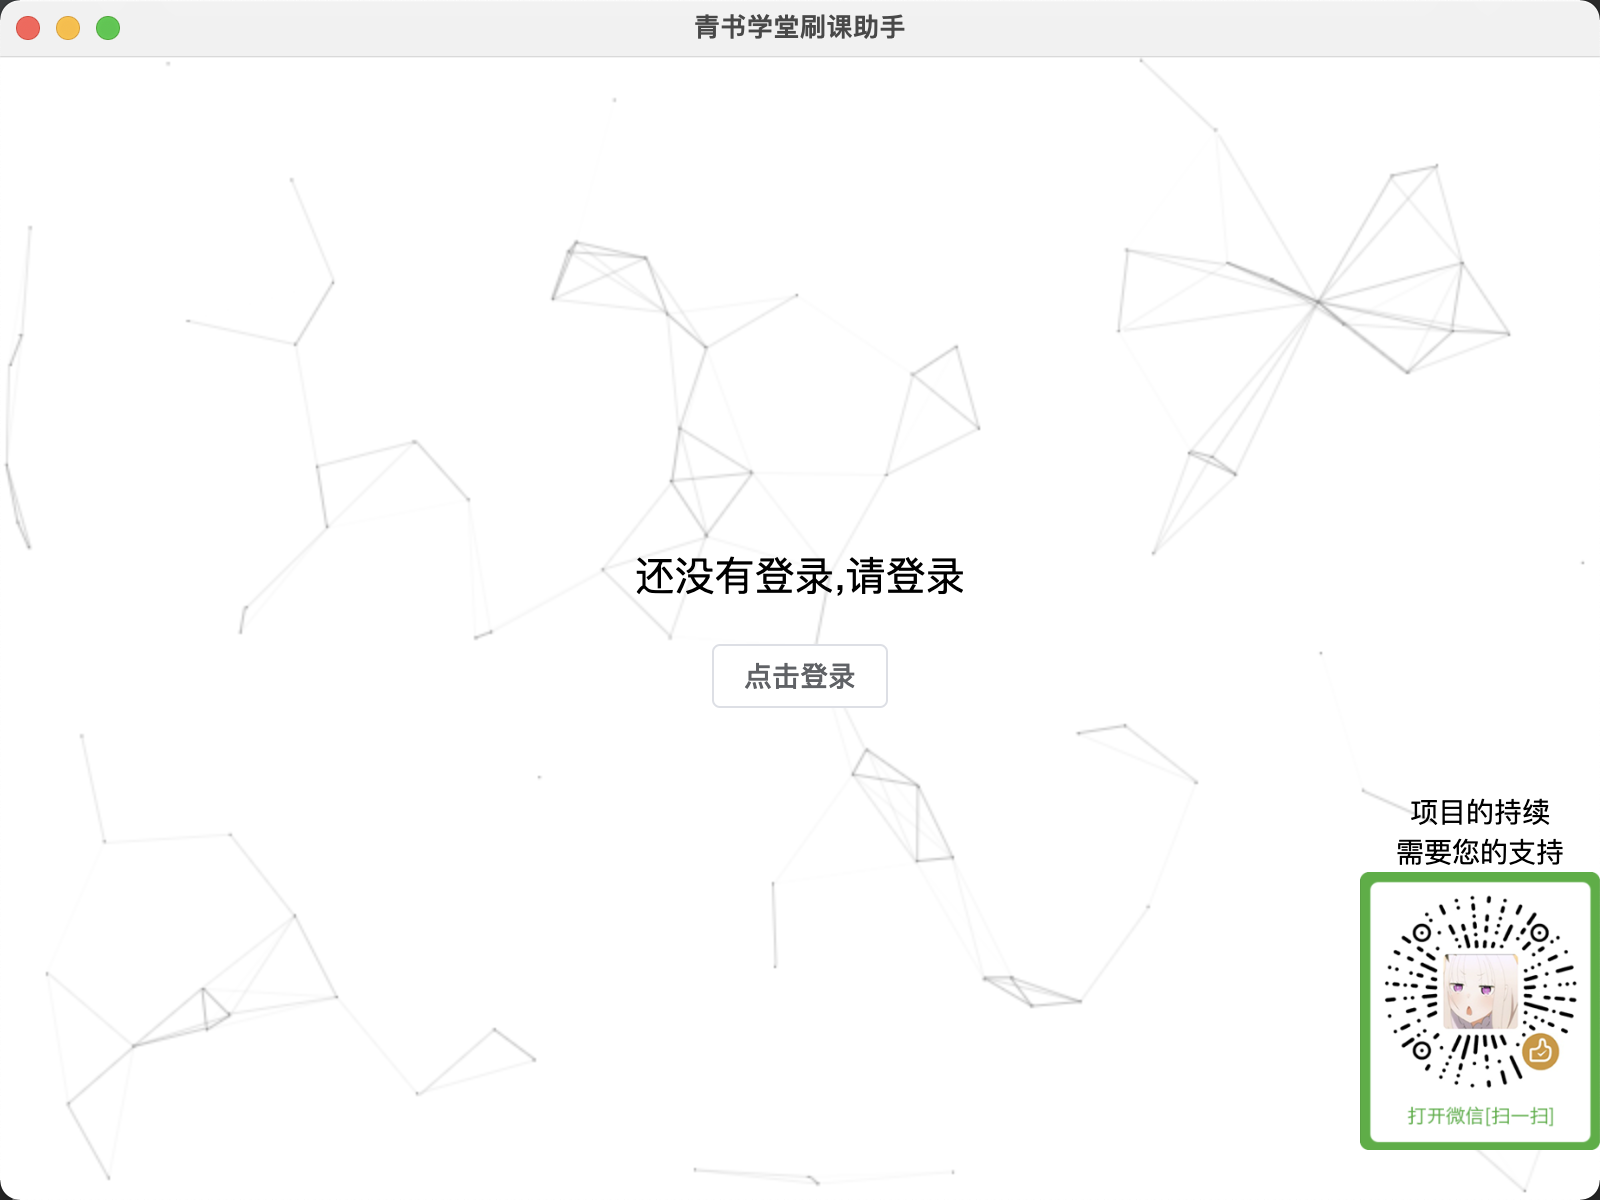 青书学堂刷课助手
还没有登录,请登录
点击登录
项目的持续
需要您的支持
打开微信[扫一扫]